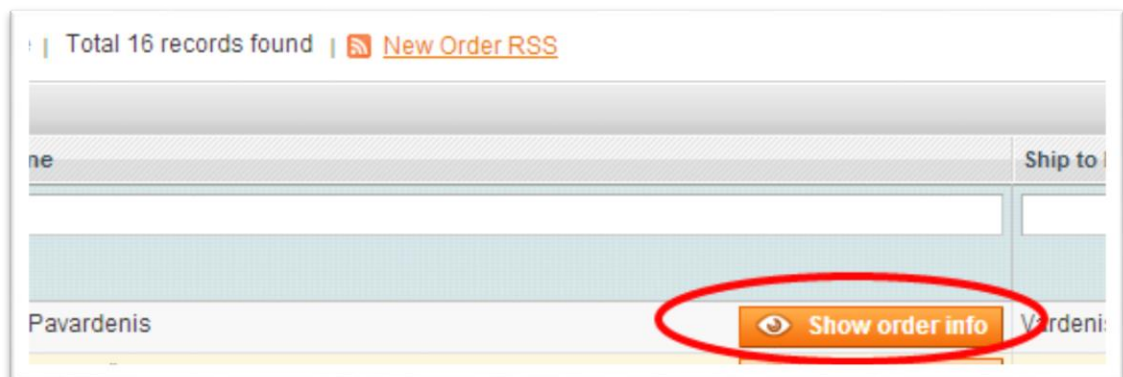 | Total 16 records found | New Order RSS
ne Ship to
Pavardenis Show order info Vardenis